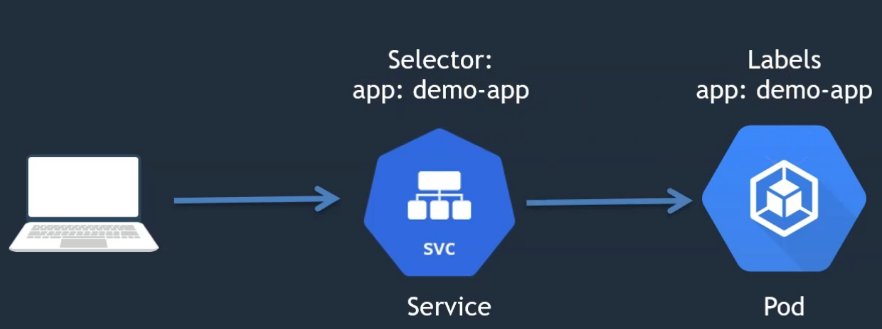 Selector:
app: demo-app
Labels
app: demo-app
svc
Service
Pod